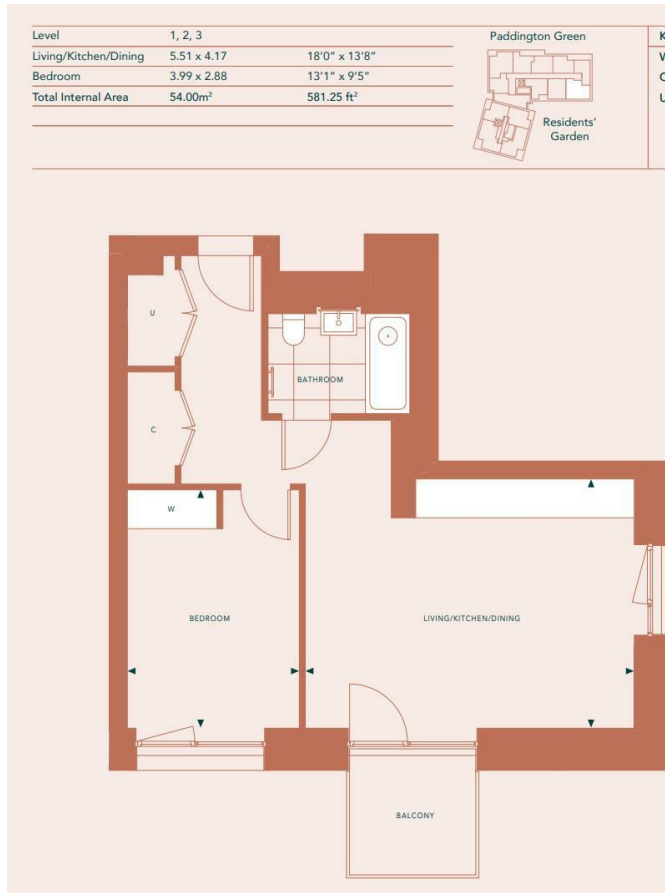 Level 1, 2, 3
Living/Kitchen/Dining 5.51 x 4.17 18'0" x 13'8"
Bedroom 3.99 x 2.88 13'1" x 9'5"
Total Internal Area 54.00m² 581.25 ft²
Paddington Green
Residents'
Garden
K
W
C
U
U
BATHROOM
C
W
BEDROOM
LIVING/KITCHEN/DINING
BALCONY